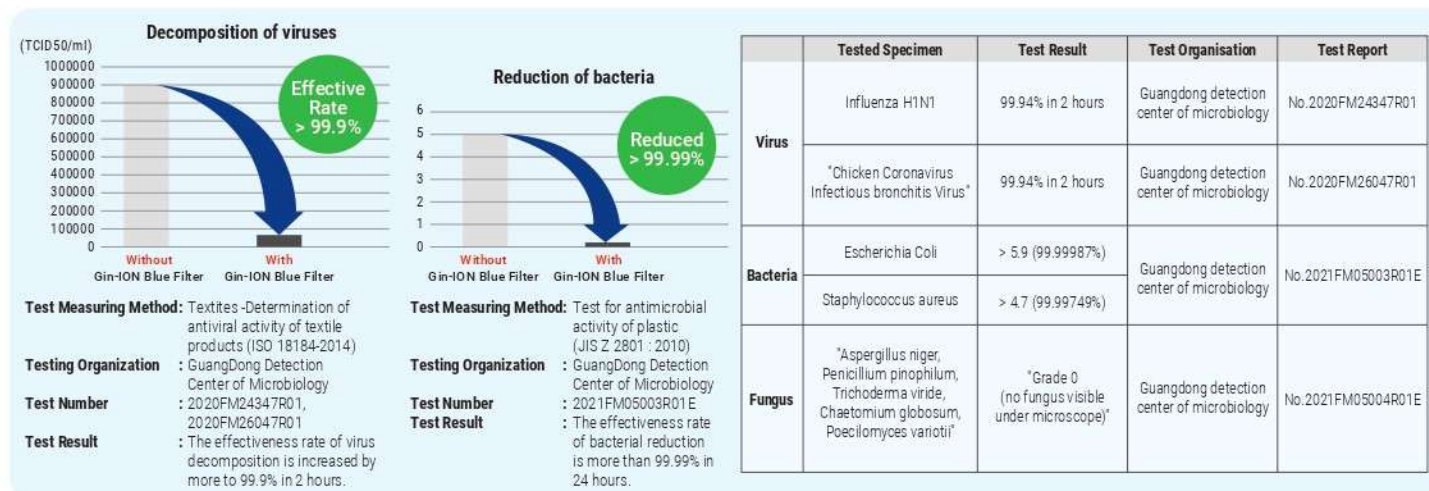 Decomposition of viruses
(TCID50/ml)
1000000
900000
800000
700000
600000
500000
400000
300000
200000
100000
0
Effective
Rate
> 99.9%
Without
Gin-ION Blue Filter
With
Gin-ION Blue Filter
Test Measuring Method: Textites -Determination of
antiviral activity of textile
products (ISO 18184-2014)
Testing Organization : GuangDong Detection
Center of Microbiology
Test Number : 2020FM24347R01,
2020FM26047R01
Test Result : The effectiveness rate of virus
decomposition is increased by
more to 99.9% in 2 hours.
Reduction of bacteria
6
5
4
3
2
1
0
Reduced
> 99.99%
Without
Gin-ION Blue Filter
With
Gin-ION Blue Filter
Test Measuring Method: Test for antimicrobial
activity of plastic
(JIS Z 2801 : 2010)
Testing Organization : GuangDong Detection
Center of Microbiology
Test Number : 2021FM05003R01E
Test Result : The effectiveness rate
of bacterial reduction
is more than 99.99% in
24 hours.
Tested Specimen Test Result Test Organisation Test Report
Virus
Influenza H1N1 99.94% in 2 hours
Guangdong detection
center of microbiology
No.2020FM24347R01
"Chicken Coronavirus
Infectious bronchitis Virus"
99.94% in 2 hours
Guangdong detection
center of microbiology
No.2020FM26047R01
Bacteria
Escherichia Coli > 5.9 (99.99987%)
Staphylococcus aureus > 4.7 (99.99749%)
Guangdong detection
center of microbiology
No.2021FM05003R01E
Fungus
"Aspergillus niger,
Penicillium pinophilum,
Trichoderma viride,
Chaetomium globosum,
Poecilomyces variotii"
"Grade 0
(no fungus visible
under microscope)"
Guangdong detection
center of microbiology
No.2021FM05004R01E